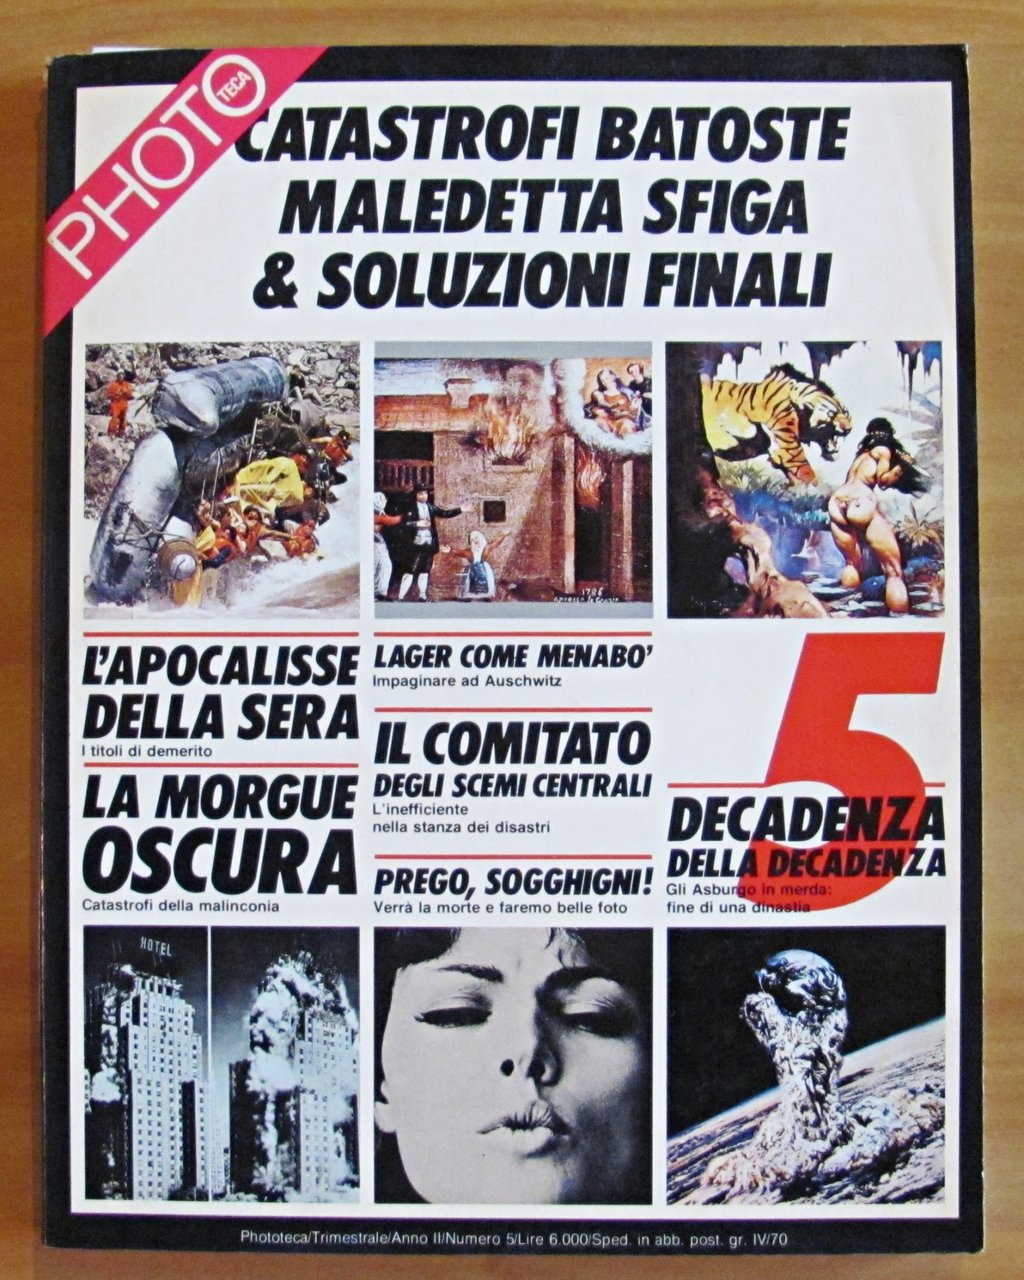 PHOTOTECA
CATASTROFI BATOSTE
MALEDETTA SFIGA
& SOLUZIONI FINALI
1786
L'APOCALISSE
DELLA SERA
I titoli di demerito
LA MORGUE
OSCURA
Catastrofi della malinconia
LAGER COME MENABO'
Impaginare ad Auschwitz
IL COMITATO
DEGLI SCEMI CENTRALI
L'inefficiente
nella stanza dei disastri
PREGO, SOGGHIGNI!
Verrà la morte e faremo belle foto
5
DECADENZA
DELLA DECADENZA
Gli Asburgo in merda:
fine di una dinastia
HOTEL
Phototeca/Trimestrale/Anno II/Numero 5/Lire 6.000/Sped. in abb. post. gr. IV/70